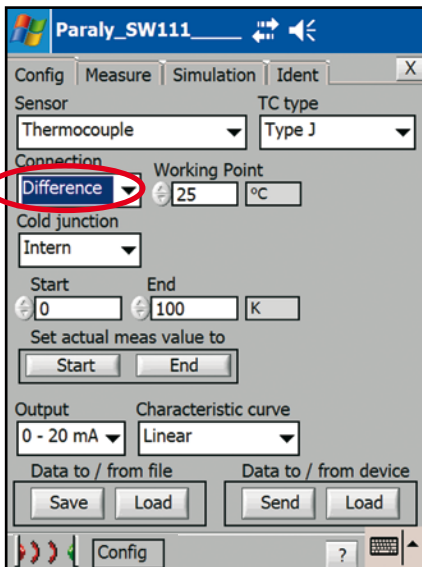 Paraly_SW111____
Config Measure Simulation Ident X
Sensor TC type
Thermocouple Type J
Connection Working Point
Difference 25 ºC
Cold junction
Intern
Start End
0 100 K
Set actual meas value to
Start End
Output Characteristic curve
0 - 20 mA Linear
Data to / from file Data to / from device
Save Load Send Load
Config ?